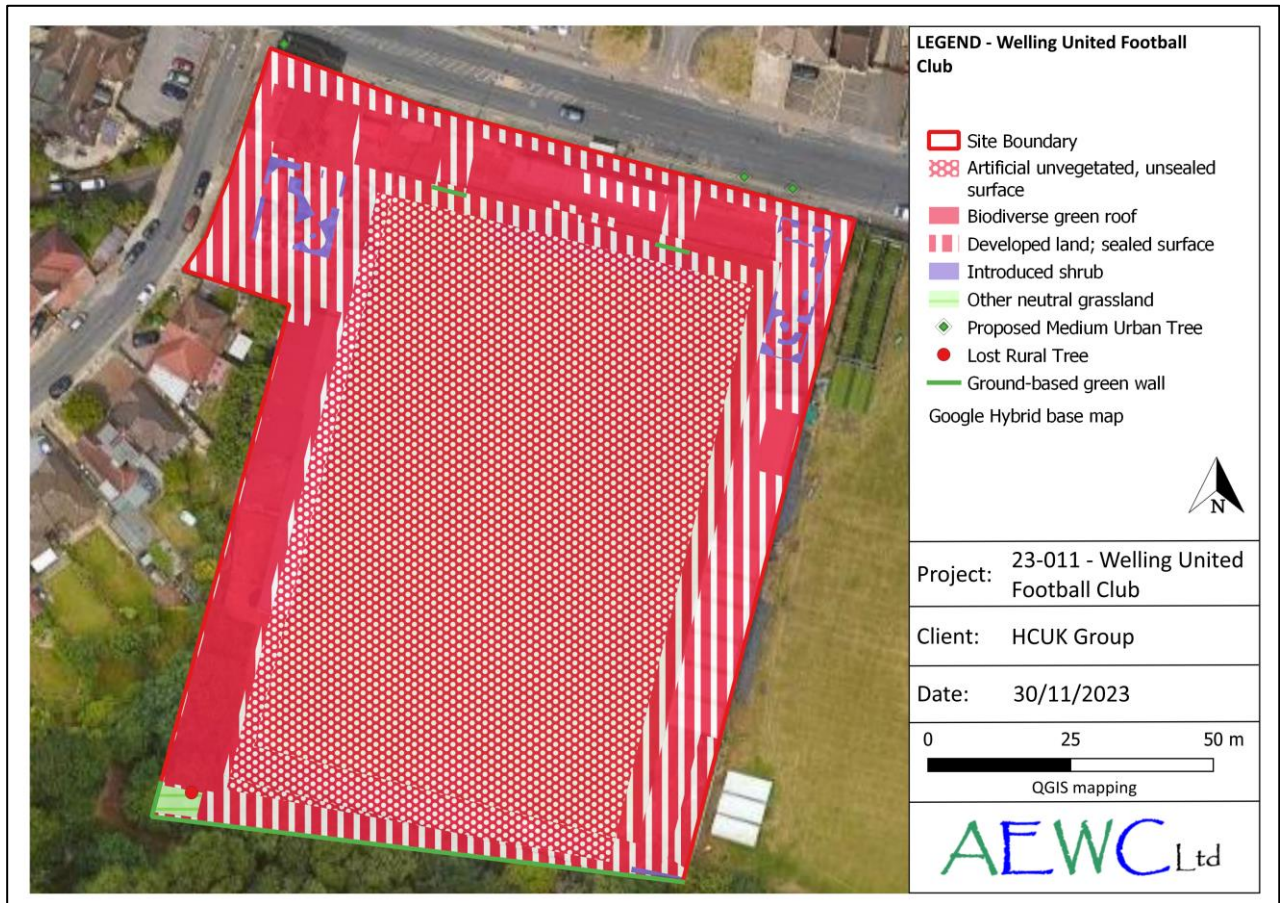 LEGEND - Welling United Football
Club
Site Boundary
Artificial unvegetated, unsealed
surface
Biodiverse green roof
Developed land; sealed surface
Introduced shrub
Other neutral grassland
Proposed Medium Urban Tree
Lost Rural Tree
Ground-based green wall
Google Hybrid base map
N
Project: 23-011 - Welling United
Football Club
Client: HCUK Group
Date: 30/11/2023
0 25 50 m
QGIS mapping
AEWC Ltd